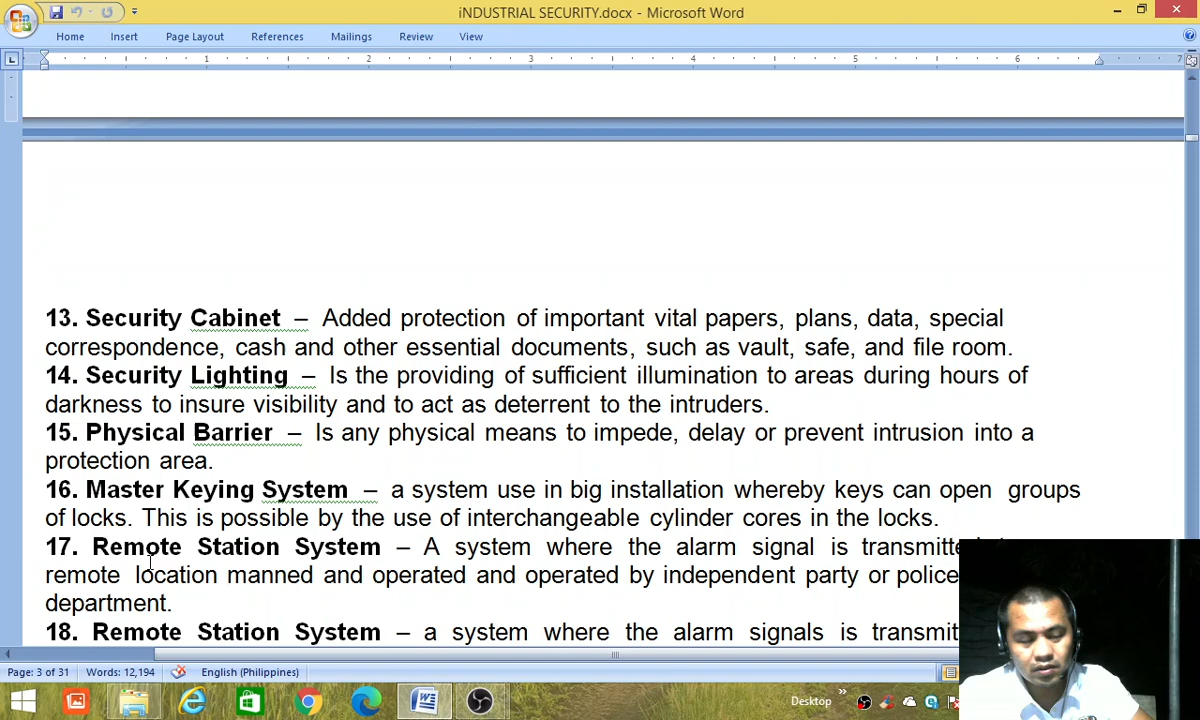 iNDUSTRIAL SECURITY.docx - Microsoft Word
Home Insert Page Layout References Mailings Review View
1 2 3 4 5 6 7
13. Security Cabinet – Added protection of important vital papers, plans, data, special
correspondence, cash and other essential documents, such as vault, safe, and file room.
14. Security Lighting – Is the providing of sufficient illumination to areas during hours of
darkness to insure visibility and to act as deterrent to the intruders.
15. Physical Barrier – Is any physical means to impede, delay or prevent intrusion into a
protection area.
16. Master Keying System – a system use in big installation whereby keys can open groups
of locks. This is possible by the use of interchangeable cylinder cores in the locks.
17. Remote Station System – A system where the alarm signal is
remote location manned and operated and operated by independent party or police
department.
18. Remote Station System – a system where the alarm signals is
Page: 3 of 31 Words: 12,194 English (Philippines)
Desktop